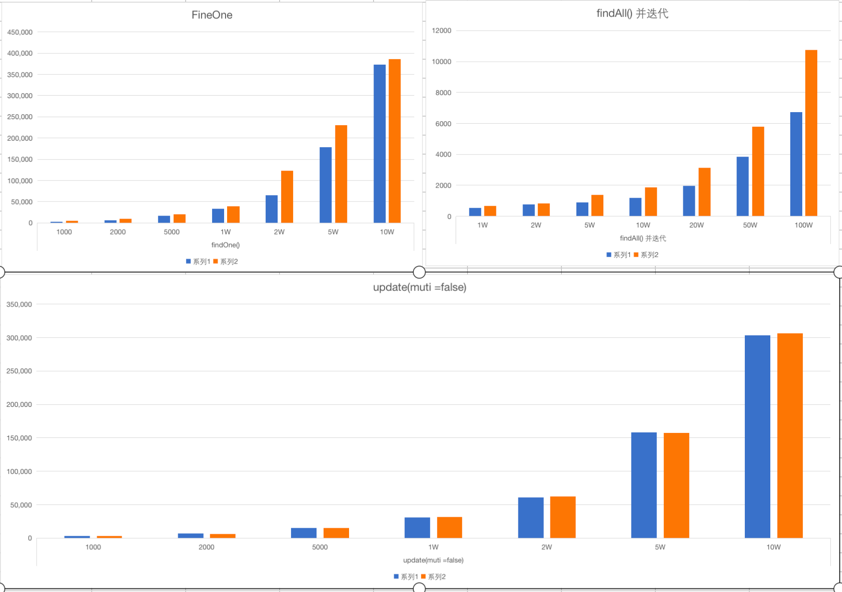 FineOne
450,000
400,000
350,000
300,000
250,000
200,000
150,000
100,000
50,000
0
1000 2000 5000 1W 2W 5W 10W
findOne()
系列1 系列2
findAll() 并迭代
12000
10000
8000
6000
4000
2000
0
1W 2W 5W 10W 20W 50W 100W
findAll() 并迭代
系列1 系列2
update(muti =false)
350,000
300,000
250,000
200,000
150,000
100,000
50,000
0
1000 2000 5000 1W 2W 5W 10W
update(muti =false)
系列1 系列2